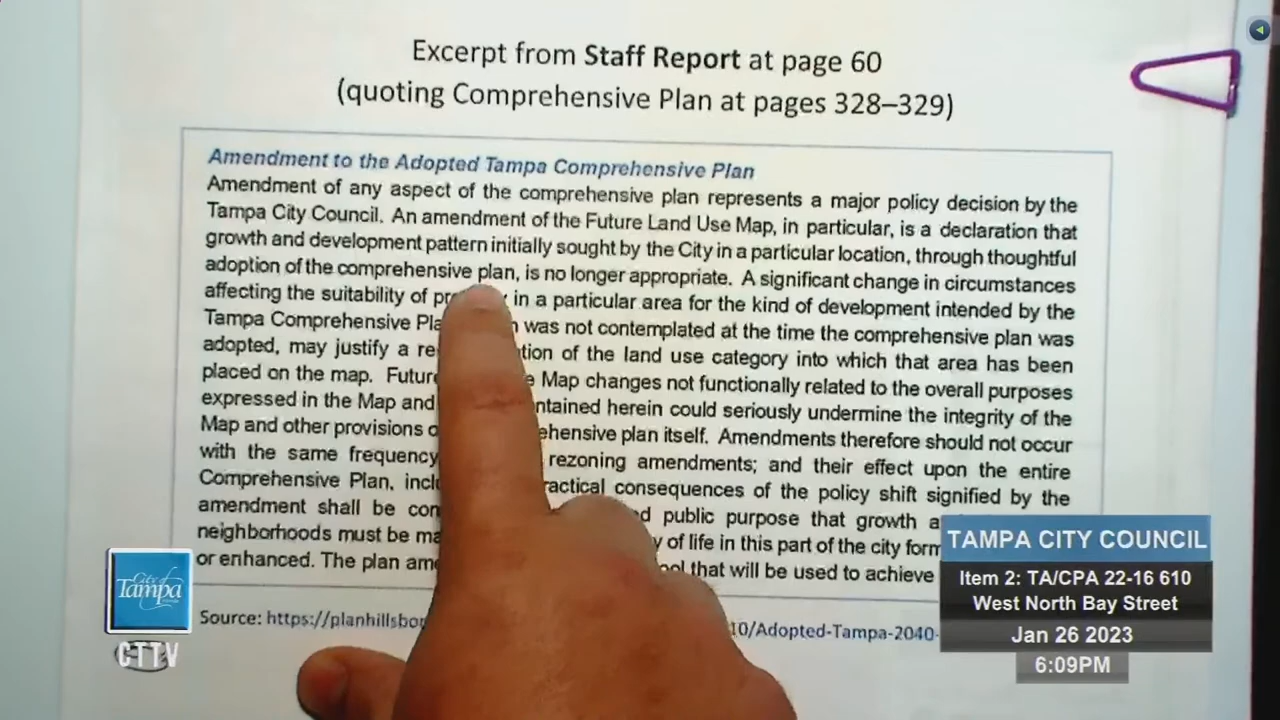 Excerpt from Staff Report at page 60
(quoting Comprehensive Plan at pages 328–329)
Amendment to the Adopted Tampa Comprehensive Plan
Amendment of any aspect of the comprehensive plan represents a major policy decision by the
Tampa City Council. An amendment of the Future Land Use Map, in particular, is a declaration that
growth and development pattern initially sought by the City in a particular location, through thoughtful
adoption of the comprehensive plan, is no longer appropriate. A significant change in circumstances
affecting the suitability of in a particular area for the kind of development intended by the
Tampa Comprehensive was not contemplated at the time the comprehensive plan was
adopted, may justify a of the land use category into which that area has been
placed on the map. Map changes not functionally related to the overall purposes
expressed in the Map and herein could seriously undermine the integrity of the
Map and other provisions plan itself. Amendments therefore should not occur
with the same frequency rezoning amendments; and their effect upon the entire
Comprehensive Plan, consequences of the policy shift signified by the
amendment shall be public purpose that growth
neighborhoods must be of life in this part of the city
or enhanced. The plan that will be used to achieve
Source: https://planhillsbor 10/Adopted-Tampa-2040-
TAMPA CITY COUNCIL
Item 2: TA/CPA 22-16 610
West North Bay Street
Jan 26 2023
6:09PM
City of
Tampa
CTTV